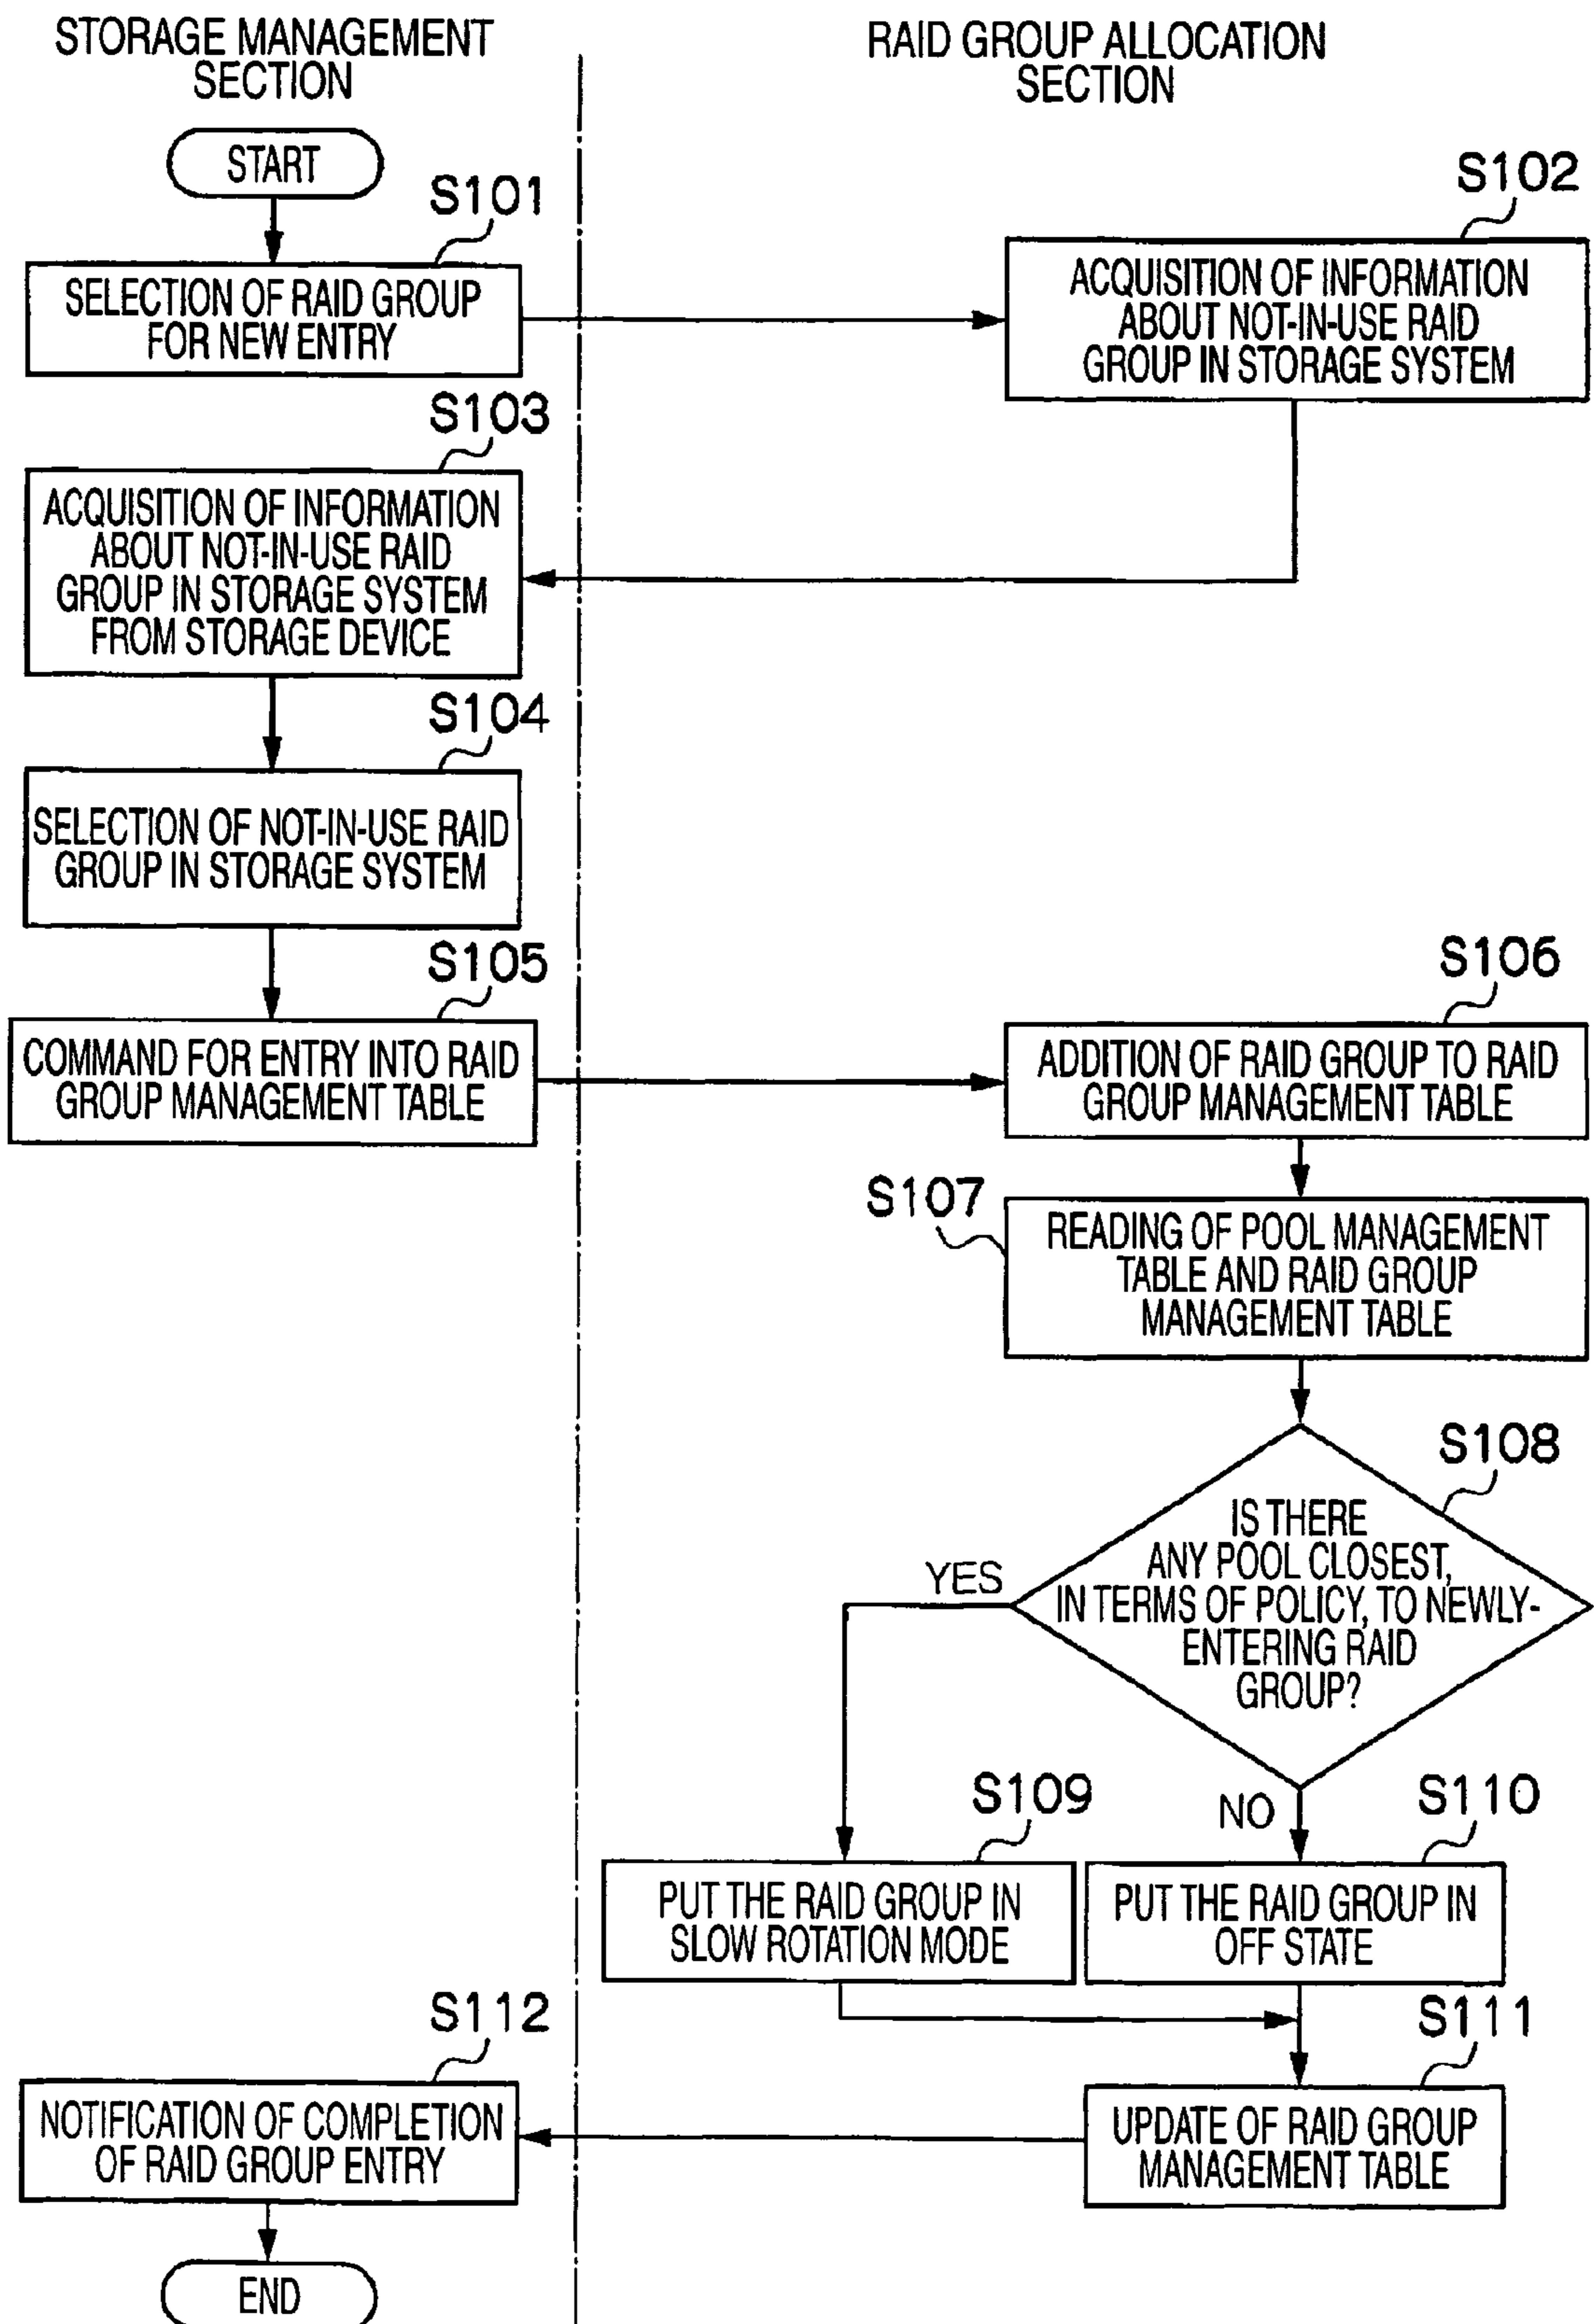 STORAGE MANAGEMENT
SECTION
RAID GROUP ALLOCATION
SECTION
START
S101
SELECTION OF RAID GROUP
FOR NEW ENTRY
S102
ACQUISITION OF INFORMATION
ABOUT NOT-IN-USE RAID
GROUP IN STORAGE SYSTEM
S103
ACQUISITION OF INFORMATION
ABOUT NOT-IN-USE RAID
GROUP IN STORAGE SYSTEM
FROM STORAGE DEVICE
S104
SELECTION OF NOT-IN-USE RAID
GROUP IN STORAGE SYSTEM
S105
COMMAND FOR ENTRY INTO RAID
GROUP MANAGEMENT TABLE
S106
ADDITION OF RAID GROUP TO RAID
GROUP MANAGEMENT TABLE
S107
READING OF POOL MANAGEMENT
TABLE AND RAID GROUP
MANAGEMENT TABLE
S108
IS THERE
ANY POOL CLOSEST,
IN TERMS OF POLICY, TO NEWLY-
ENTERING RAID
GROUP?
YES
NO
S109
PUT THE RAID GROUP IN
SLOW ROTATION MODE
S110
PUT THE RAID GROUP IN
OFF STATE
S111
UPDATE OF RAID GROUP
MANAGEMENT TABLE
S112
NOTIFICATION OF COMPLETION
OF RAID GROUP ENTRY
END